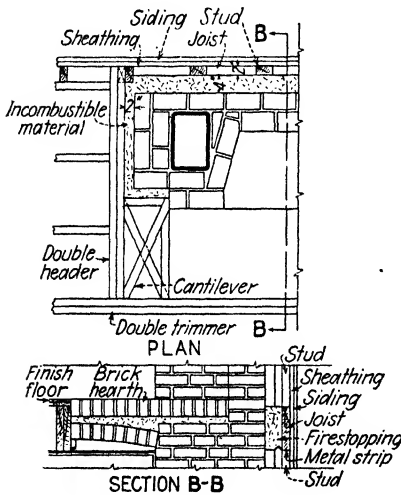 Siding Stud B
Sheathing Joist
4"
Incombustible
material
2"
Double
header
Cantilever
Double trimmer B
PLAN
Stud
Finish
floor
Brick
hearth
Sheathing
Siding
Joist
Firestopping
Metal strip
Stud
SECTION B-B